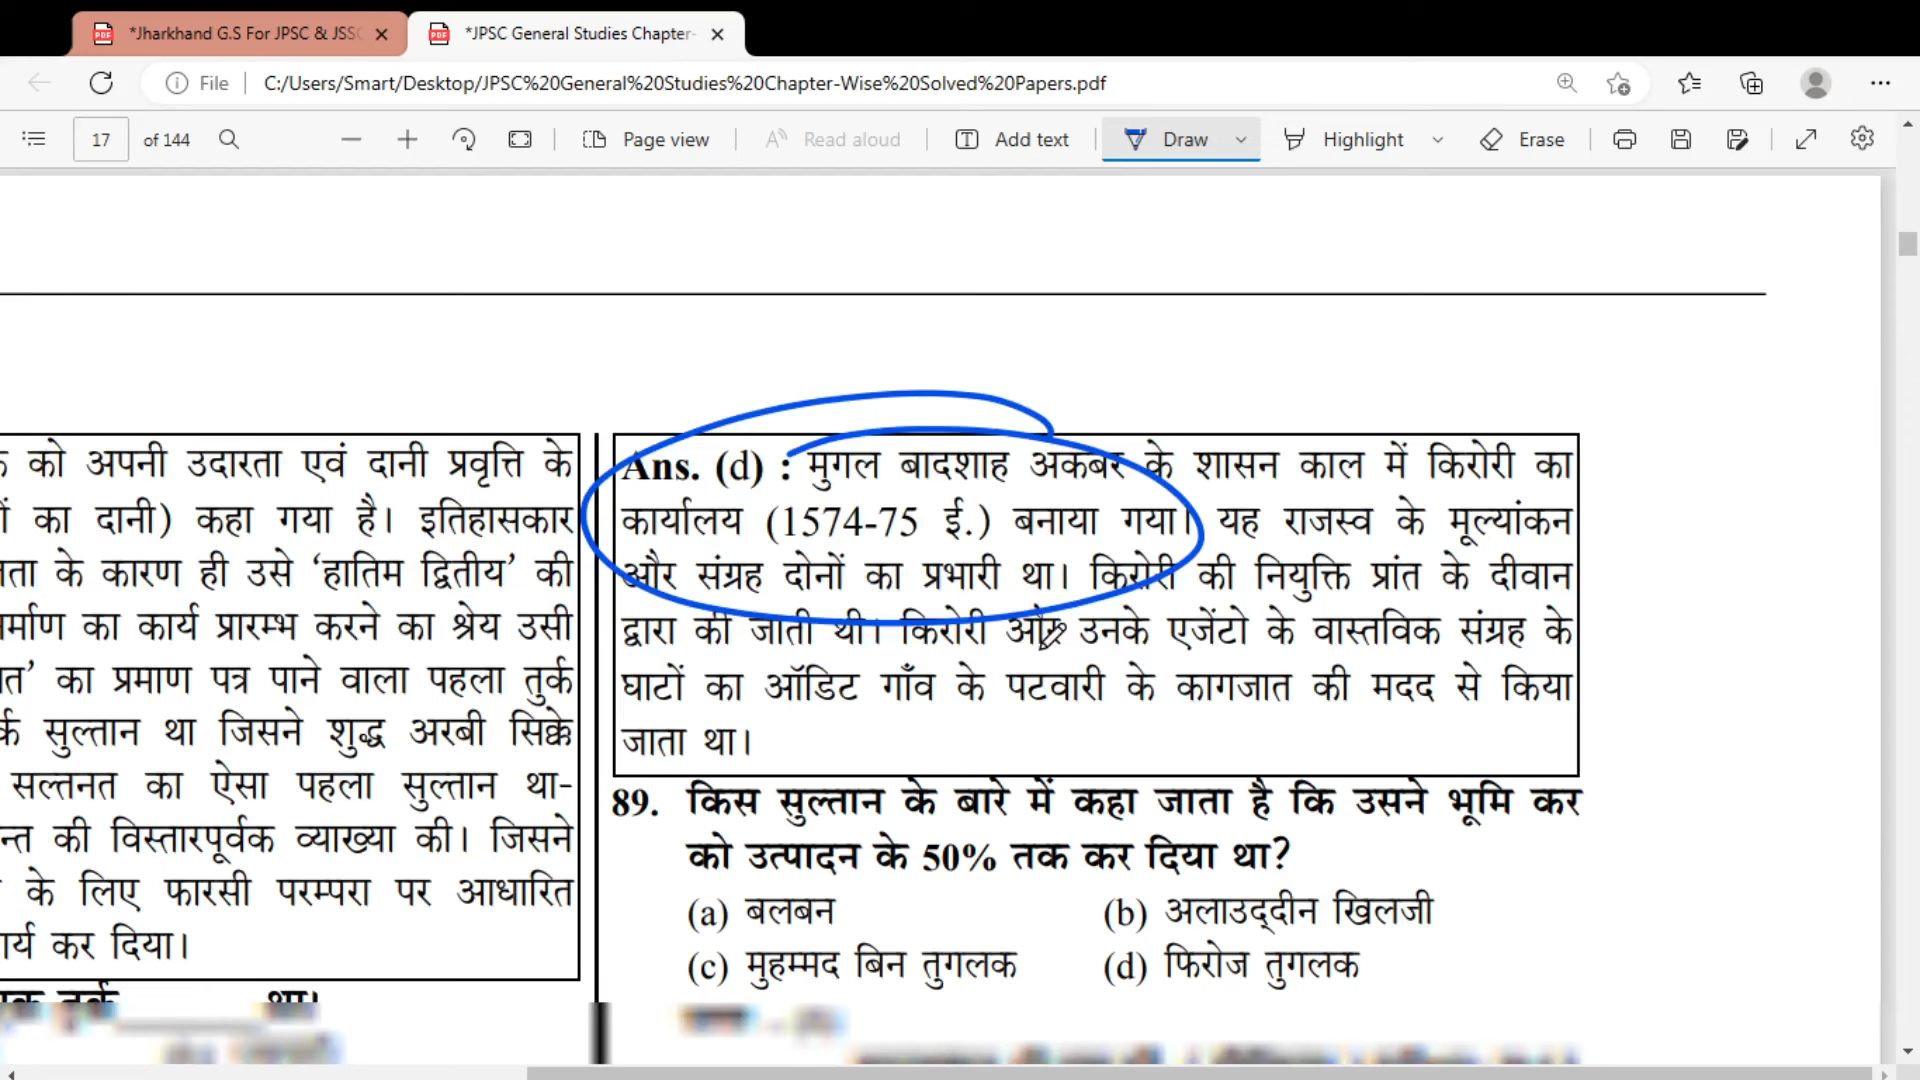 *Jharkhand G.S For JPSC & JSSC
*JPSC General Studies Chapter-
File
C:/Users/Smart/Desktop/JPSC%20General%20Studies%20Chapter-Wise%20Solved%20Papers.pdf
17 of 144
Page view
Read aloud
Add text
Draw
Highlight
Erase
को अपनी उदारता एवं दानी प्रवृत्ति के
का दानी) कहा गया है। इतिहासकार
के कारण ही उसे ‘हातिम द्वितीय’ की
का कार्य प्रारम्भ करने का श्रेय उसी
का प्रमाण पत्र पाने वाला पहला तुर्क
सुल्तान था जिसने शुद्ध अरबी सिक्के
सल्तनत का ऐसा पहला सुल्तान था-
की विस्तारपूर्वक व्याख्या की। जिसने
के लिए फारसी परम्परा पर आधारित
कर दिया।
था।
Ans. (d) : मुगल बादशाह अकबर के शासन काल में किरोरी का
कार्यालय (1574-75 ई.) बनाया गया। यह राजस्व के मूल्यांकन
और संग्रह दोनों का प्रभारी था। किरोरी की नियुक्ति प्रांत के दीवान
द्वारा की जाती थी। किरोरी और उनके एजेंटो के वास्तविक संग्रह के
घाटों का ऑडिट गाँव के पटवारी के कागजात की मदद से किया
जाता था।
89. किस सुल्तान के बारे में कहा जाता है कि उसने भूमि कर
को उत्पादन के 50% तक कर दिया था?
(a) बलबन (b) अलाउद्‌दीन खिलजी
(c) मुहम्मद बिन तुगलक (d) फिरोज तुगलक